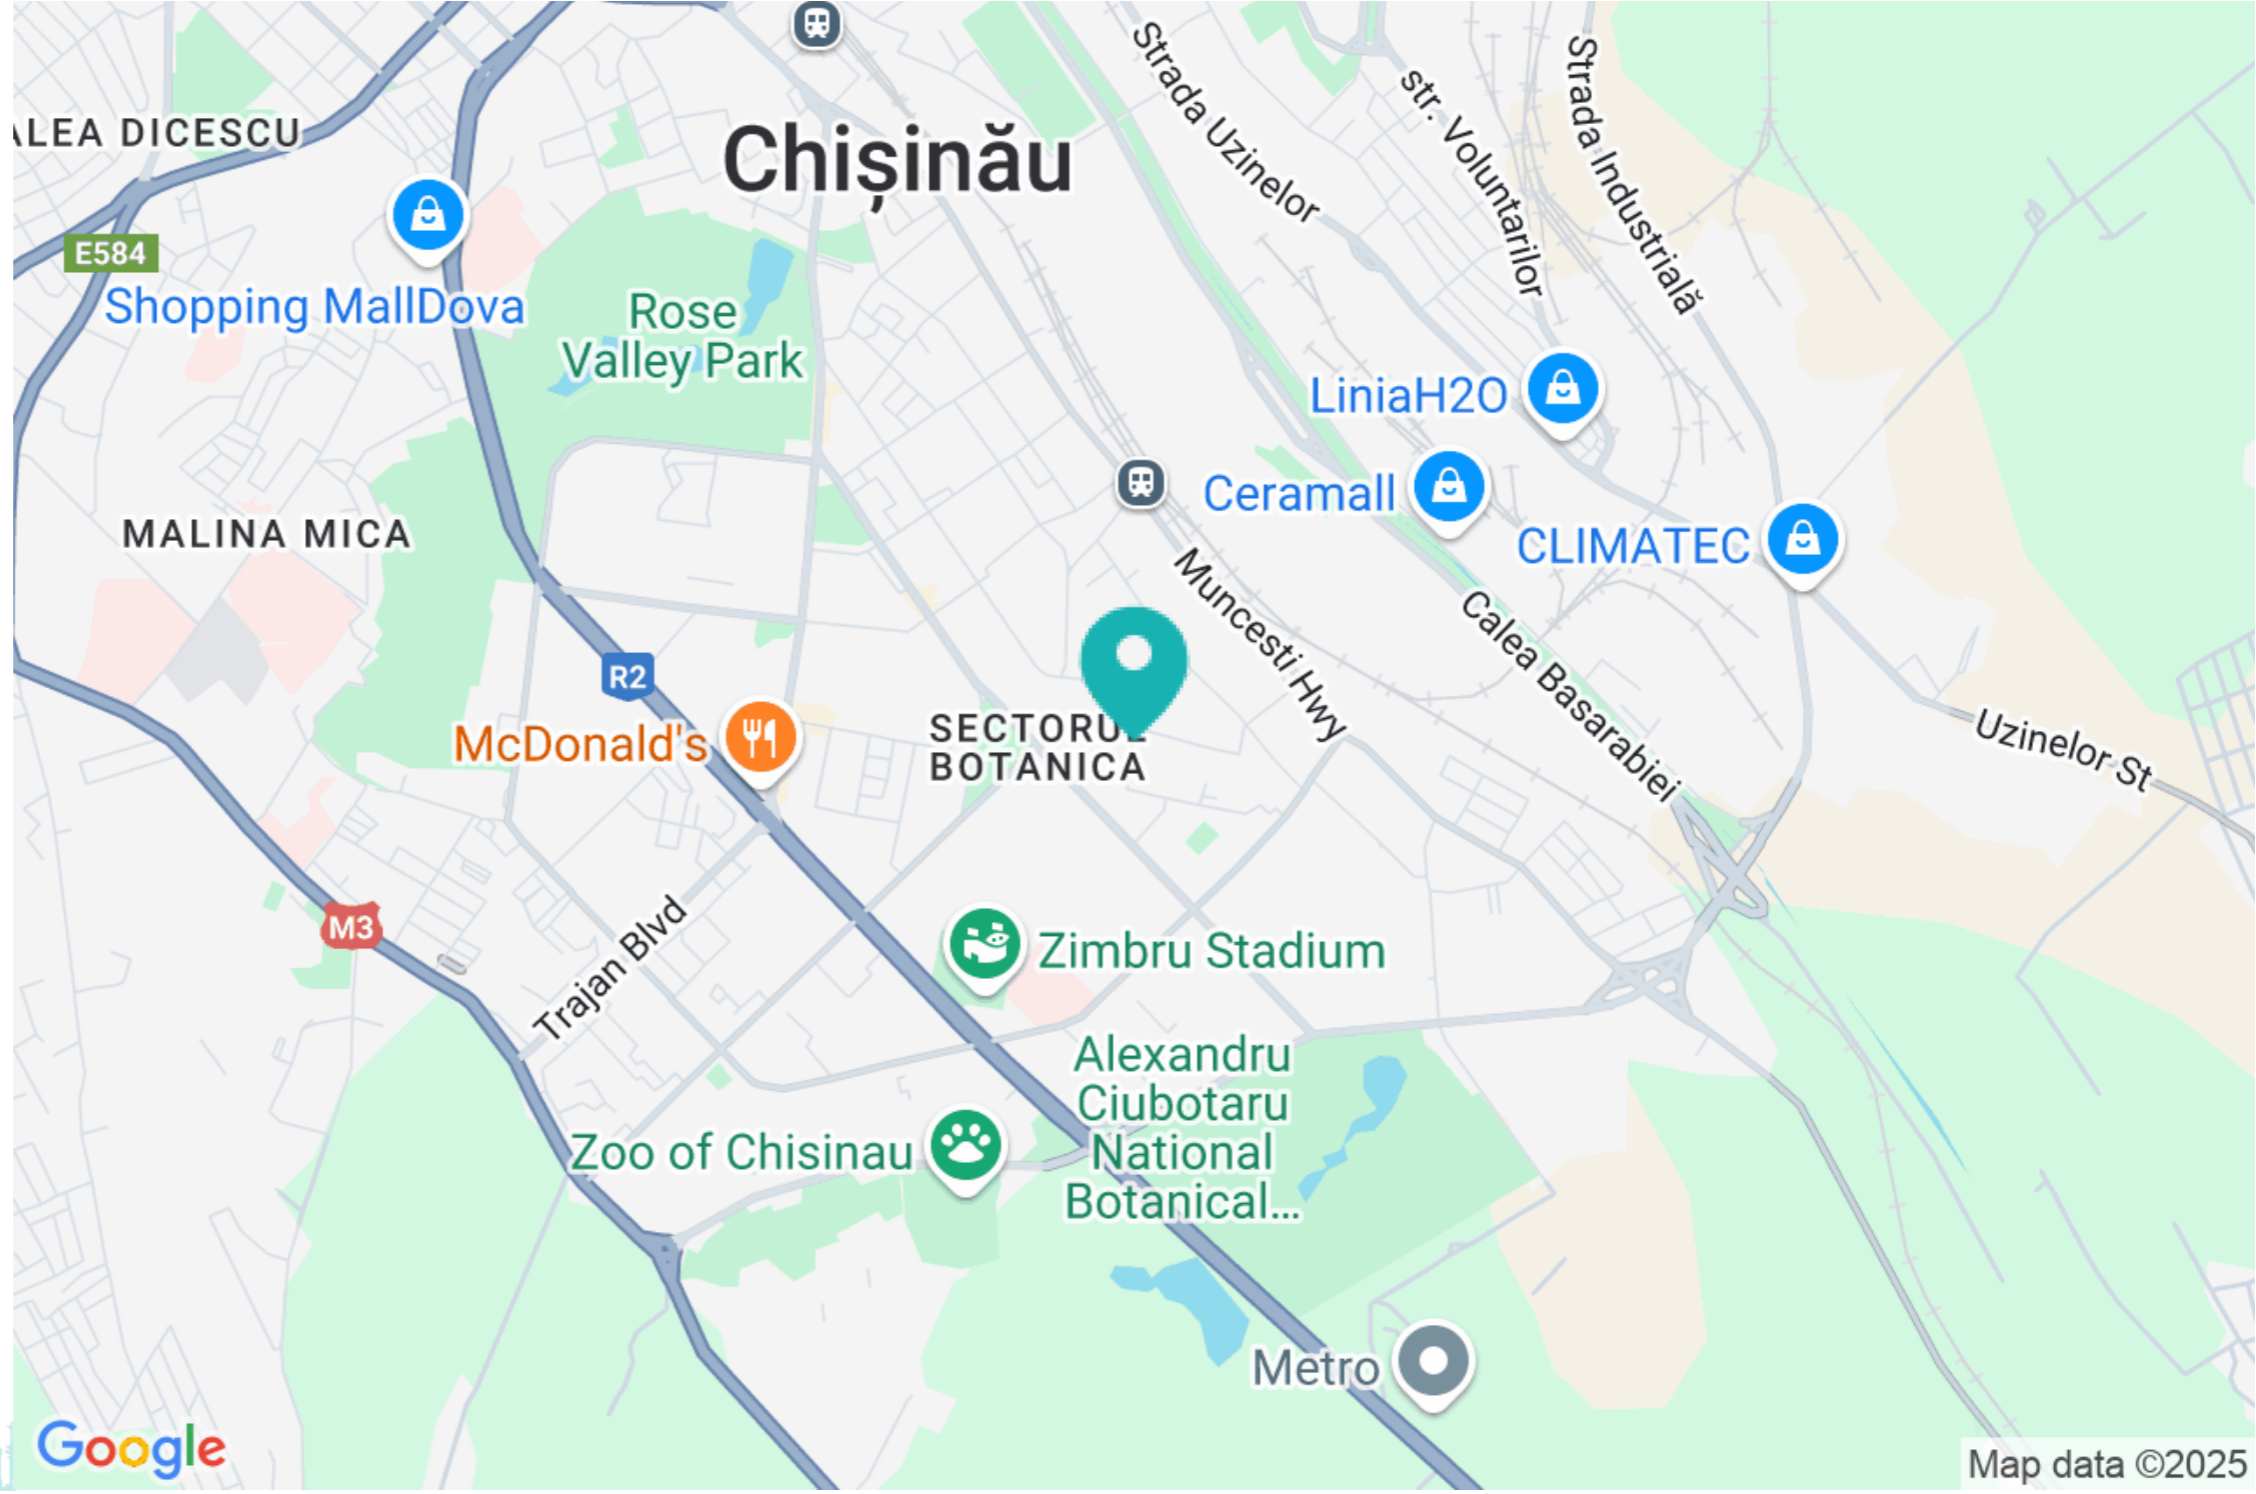 Strada Uzinelor
str. Voluntarilor
Strada Industrială
ALEA DICESCU
Chișinău
E584
Shopping MallDova
Rose
Valley Park
LiniaH2O
Ceramall
CLIMATEC
MALINA MICA
Muncesti Hwy
Calea Basarabiei
R2
McDonald's
SECTORUL
BOTANICA
Uzinelor St
M3
Trajan Blvd
Zimbru Stadium
Alexandru
Ciubotaru
National
Botanical...
Zoo of Chisinau
Metro
Google
Map data ©2025